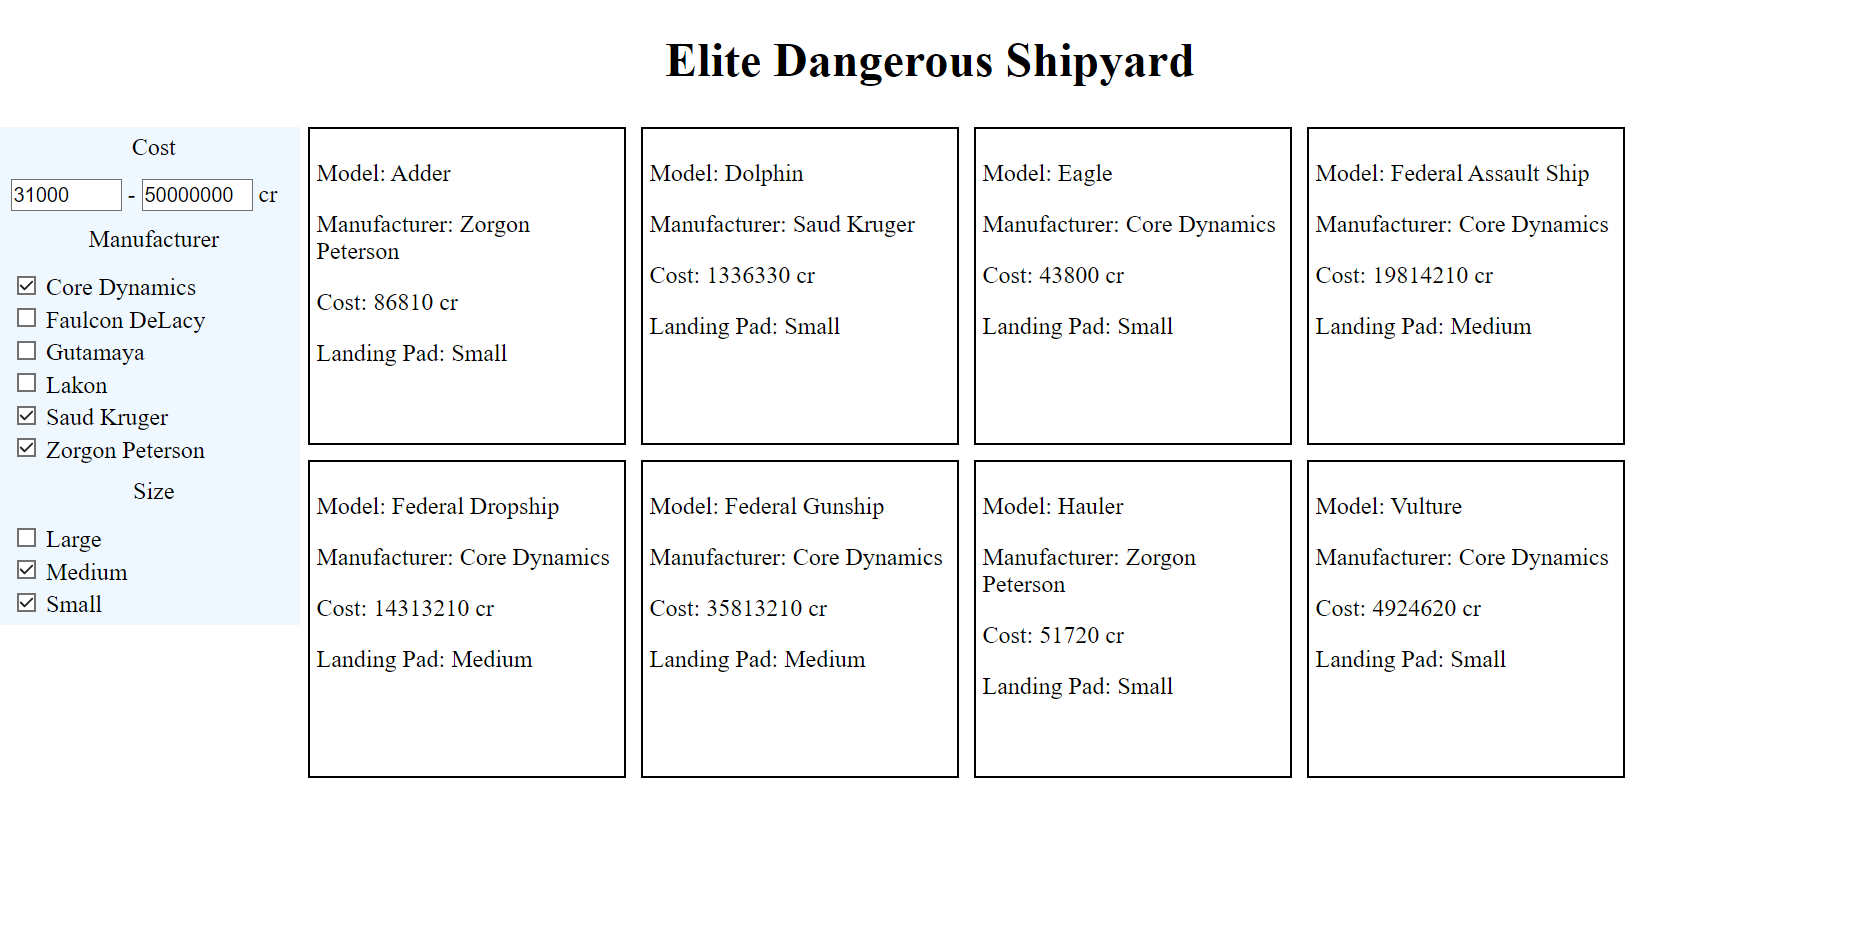 Elite Dangerous Shipyard
Cost
31000 - 50000000 cr
Manufacturer
Core Dynamics
Faulcon DeLacy
Gutamaya
Lakon
Saud Kruger
Zorgon Peterson
Size
Large
Medium
Small
Model: Adder
Manufacturer: Zorgon
Peterson
Cost: 86810 cr
Landing Pad: Small
Model: Dolphin
Manufacturer: Saud Kruger
Cost: 1336330 cr
Landing Pad: Small
Model: Eagle
Manufacturer: Core Dynamics
Cost: 43800 cr
Landing Pad: Small
Model: Federal Assault Ship
Manufacturer: Core Dynamics
Cost: 19814210 cr
Landing Pad: Medium
Model: Federal Dropship
Manufacturer: Core Dynamics
Cost: 14313210 cr
Landing Pad: Medium
Model: Federal Gunship
Manufacturer: Core Dynamics
Cost: 35813210 cr
Landing Pad: Medium
Model: Hauler
Manufacturer: Zorgon
Peterson
Cost: 51720 cr
Landing Pad: Small
Model: Vulture
Manufacturer: Core Dynamics
Cost: 4924620 cr
Landing Pad: Small